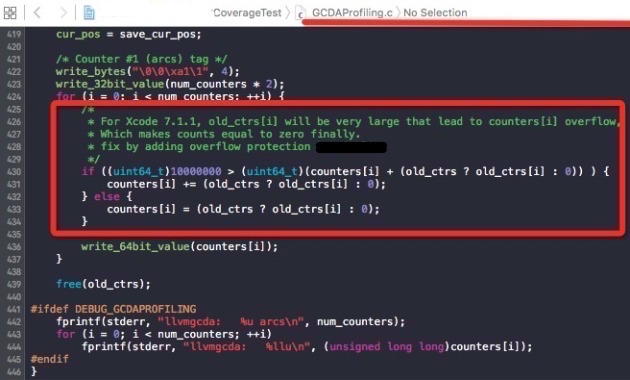 CoverageTest 〉 GCDAProfiling.c 〉 No Selection
419 cur_pos = save_cur_pos;
420
421 /* Counter #1 (arcs) tag */
422 write_bytes("\0\0\xa1\1", 4);
423 write_32bit_value(num_counters * 2);
424 for (i = 0; i < num_counters; ++i) {
425 /*
426 * For Xcode 7.1.1, old_ctrs[i] will be very large that lead to counters[i] overflow,
427 * Which makes counts equal to zero finally.
428 * fix by adding overflow protection
429 */
430 if ((uint64_t)10000000 > (uint64_t)(counters[i] + (old_ctrs ? old_ctrs[i] : 0)) ) {
431 counters[i] += (old_ctrs ? old_ctrs[i] : 0);
432 } else {
433 counters[i] = (old_ctrs ? old_ctrs[i] : 0);
434 }
435
436 write_64bit_value(counters[i]);
437 }
438
439 free(old_ctrs);
440
441 #ifdef DEBUG_GCDAPROFILING
442 fprintf(stderr, "llvmgcda:   %u arcs\n", num_counters);
443 for (i = 0; i < num_counters; ++i)
444 fprintf(stderr, "llvmgcda:   %llu\n", (unsigned long long)counters[i]);
445 #endif
446 }